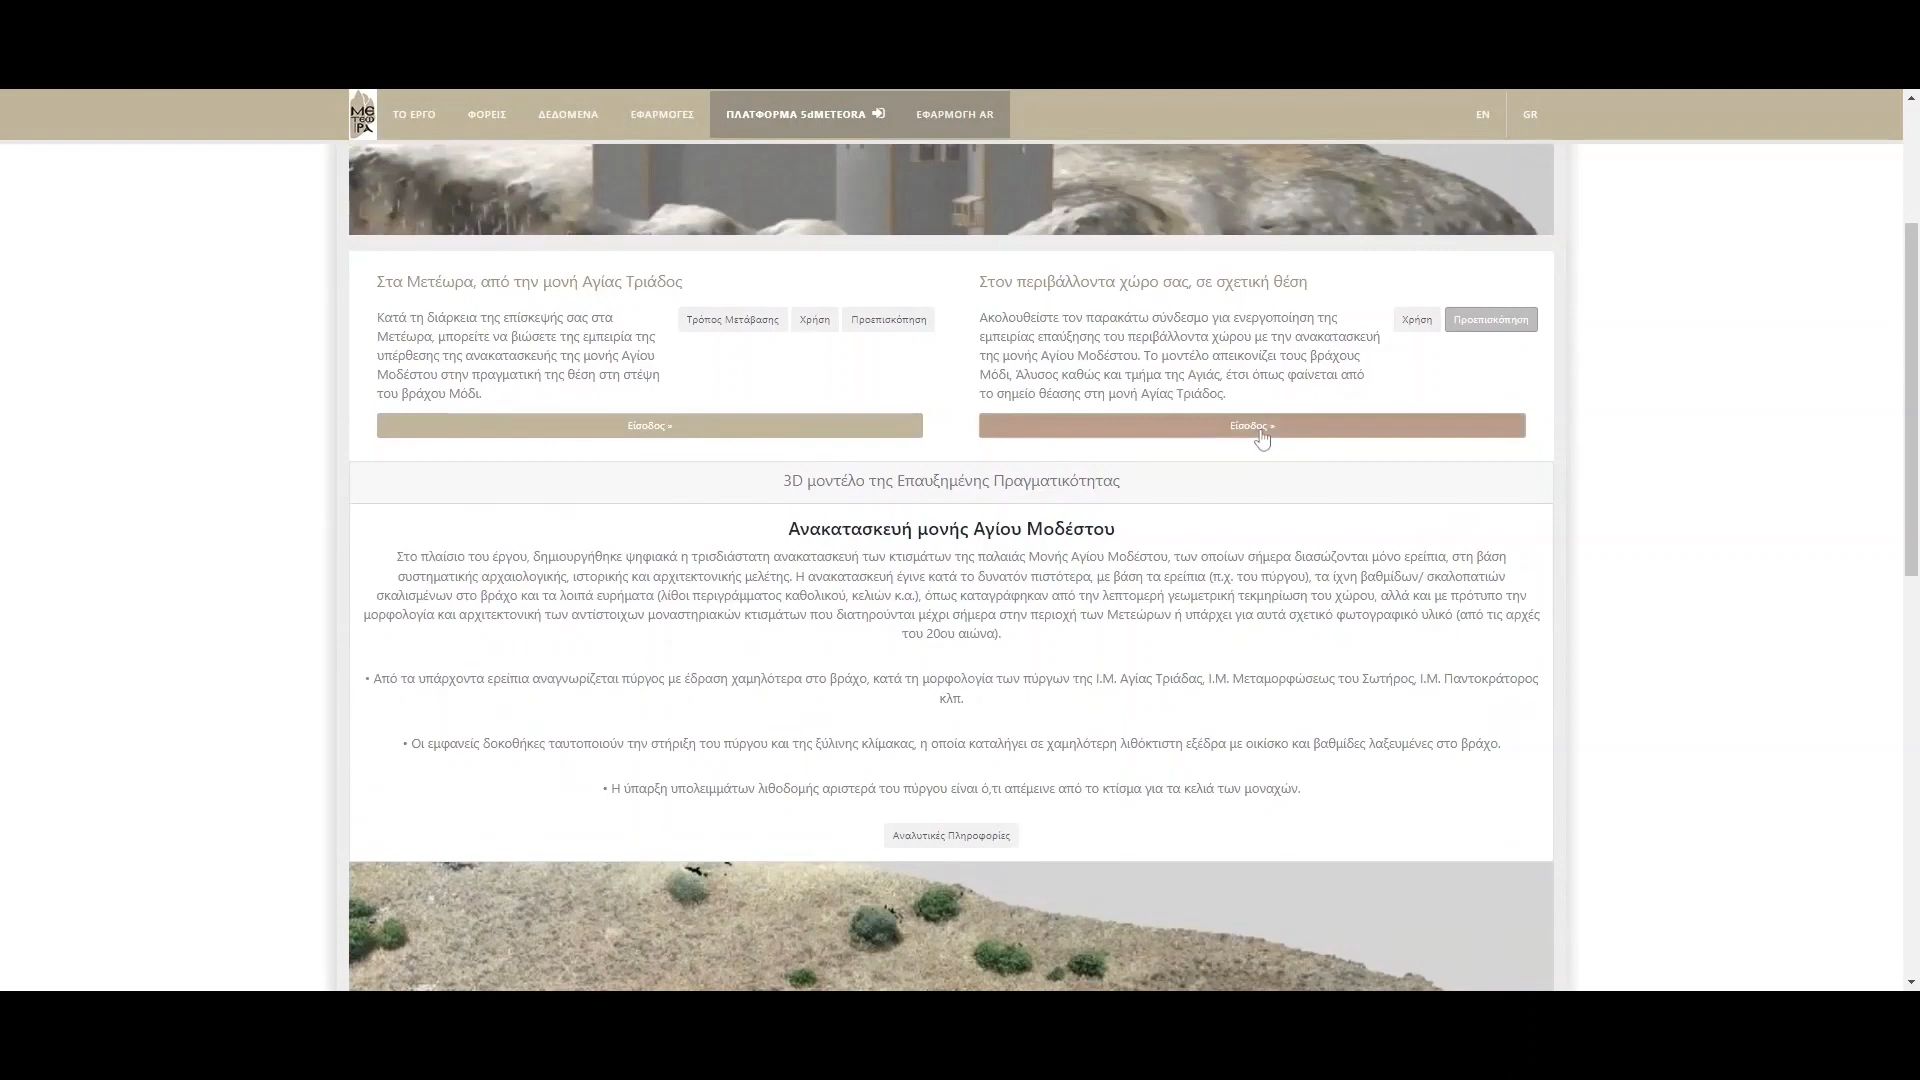 ΜΕ
ΤΕΩ
ΡΑ
ΤΟ ΕΡΓΟ ΦΟΡΕΙΣ ΔΕΔΟΜΕΝΑ ΕΦΑΡΜΟΓΕΣ ΠΛΑΤΦΟΡΜΑ 5dMETEORA ΕΦΑΡΜΟΓΗ AR EN GR
Στα Μετέωρα, από την μονή Αγίας Τριάδος
Κατά τη διάρκεια της επίσκεψής σας στα
Μετέωρα, μπορείτε να βιώσετε της εμπειρία της
υπέρθεσης της ανακατασκευής της μονής Αγίου
Μοδέστου στην πραγματική της θέση στη στέψη
του βράχου Μόδι.
Τρόπος Μετάβασης Χρήση Προεπισκόπηση
Είσοδος »
Στον περιβάλλοντα χώρο σας, σε σχετική θέση
Ακολουθείστε τον παρακάτω σύνδεσμο για ενεργοποίηση της
εμπειρίας επαύξησης του περιβάλλοντα χώρου με την ανακατασκευή
της μονής Αγίου Μοδέστου. Το μοντέλο απεικονίζει τους βράχους
Μόδι, Άλυσος καθώς και τμήμα της Αγιάς, έτσι όπως φαίνεται από
το σημείο θέασης στη μονή Αγίας Τριάδος.
Χρήση Προεπισκόπηση
Είσοδος »
3D μοντέλο της Επαυξημένης Πραγματικότητας
Ανακατασκευή μονής Αγίου Μοδέστου
Στο πλαίσιο του έργου, δημιουργήθηκε ψηφιακά η τρισδιάστατη ανακατασκευή των κτισμάτων της παλαιάς Μονής Αγίου Μοδέστου, των οποίων σήμερα διασώζονται μόνο ερείπια, στη βάση
συστηματικής αρχαιολογικής, ιστορικής και αρχιτεκτονικής μελέτης. Η ανακατασκευή έγινε κατά το δυνατόν πιστότερα, με βάση τα ερείπια (π.χ. του πύργου), τα ίχνη βαθμίδων/ σκαλοπατιών
σκαλισμένων στο βράχο και τα λοιπά ευρήματα (λίθοι περιγράμματος καθολικού, κελιών κ.α.), όπως καταγράφηκαν από την λεπτομερή γεωμετρική τεκμηρίωση του χώρου, αλλά και με πρότυπο την
μορφολογία και αρχιτεκτονική των αντίστοιχων μοναστηριακών κτισμάτων που διατηρούνται μέχρι σήμερα στην περιοχή των Μετεώρων ή υπάρχει για αυτά σχετικό φωτογραφικό υλικό (από τις αρχές
του 20ου αιώνα).
• Από τα υπάρχοντα ερείπια αναγνωρίζεται πύργος με έδραση χαμηλότερα στο βράχο, κατά τη μορφολογία των πύργων της Ι.Μ. Αγίας Τριάδας, Ι.Μ. Μεταμορφώσεως του Σωτήρος, Ι.Μ. Παντοκράτορος
κλπ.
• Οι εμφανείς δοκοθήκες ταυτοποιούν την στήριξη του πύργου και της ξύλινης κλίμακας, η οποία καταλήγει σε χαμηλότερη λιθόκτιστη εξέδρα με οικίσκο και βαθμίδες λαξευμένες στο βράχο.
• Η ύπαρξη υπολειμμάτων λιθοδομής αριστερά του πύργου είναι ό,τι απέμεινε από το κτίσμα για τα κελιά των μοναχών.
Αναλυτικές Πληροφορίες